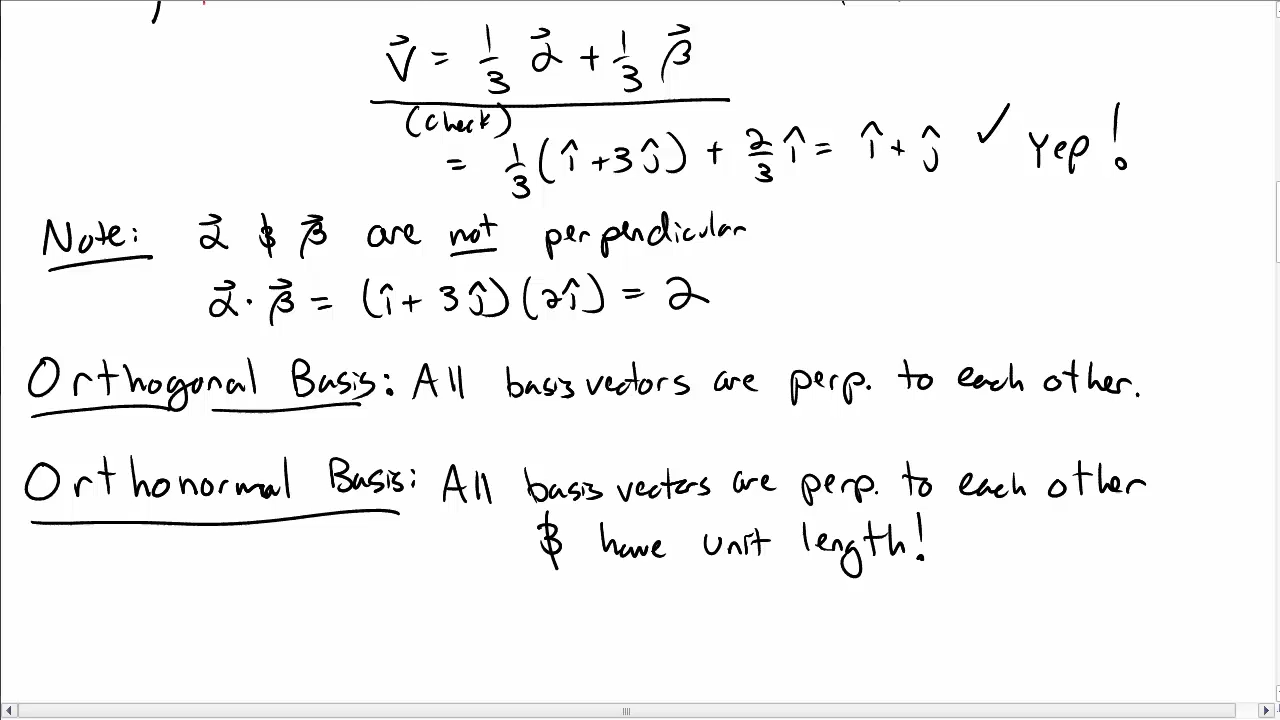 v⃗ = 1/3 α⃗ + 1/3 β⃗
(check)
= 1/3 (î + 3ĵ) + 2/3 î = î + ĵ ✓ Yep!
Note: α⃗ & β⃗ are not perpendicular
α⃗ · β⃗ = (î + 3ĵ)(2î) = 2
Orthogonal Basis: All basis vectors are perp. to each other.
Orthonormal Basis: All basis vectors are perp. to each other
& have unit length!